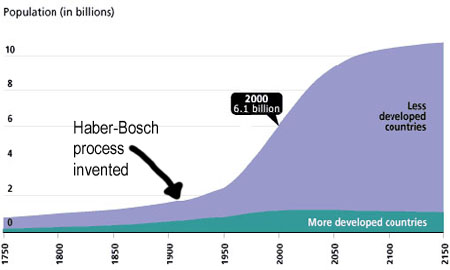 Population (in billions)
10
8
6
4
2
0
2000
6.1 billion
Haber-Bosch
process
invented
Less
developed
countries
More developed countries
1750
1800
1850
1900
1950
2000
2050
2100
2150